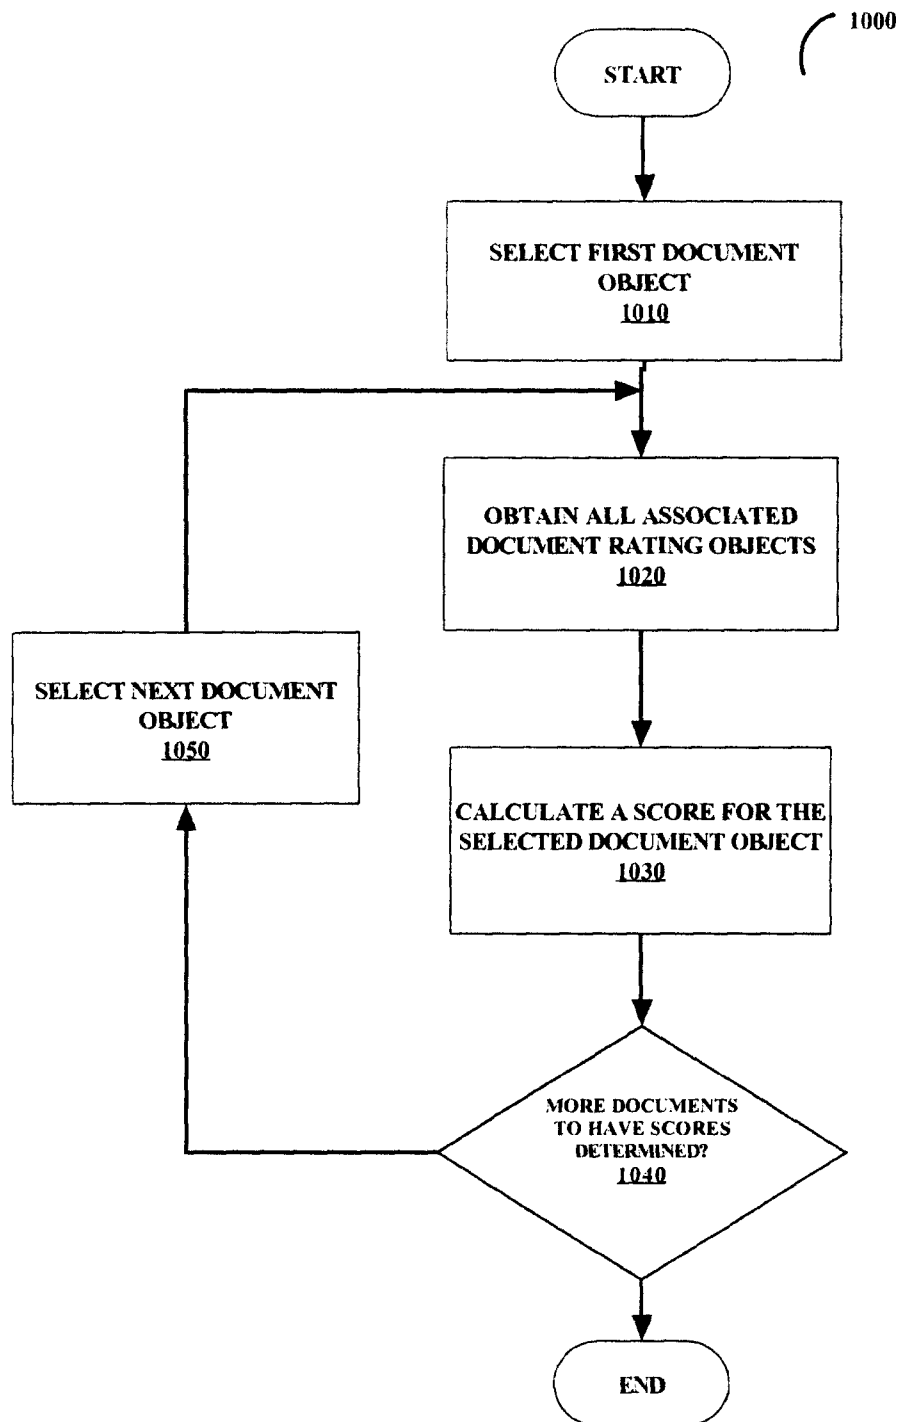 1000
START
SELECT FIRST DOCUMENT
OBJECT
1010
OBTAIN ALL ASSOCIATED
DOCUMENT RATING OBJECTS
1020
SELECT NEXT DOCUMENT
OBJECT
1050
CALCULATE A SCORE FOR THE
SELECTED DOCUMENT OBJECT
1030
MORE DOCUMENTS
TO HAVE SCORES
DETERMINED?
1040
END